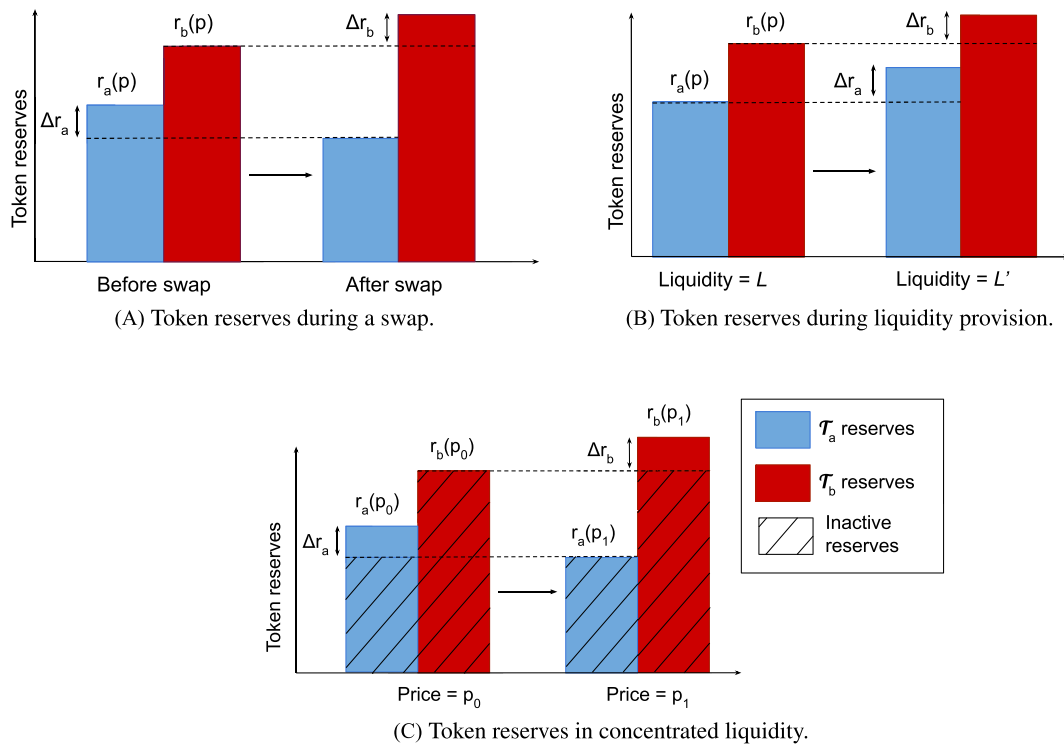 r_b(p)
Δr_b
r_a(p)
Δr_a
Token reserves
Before swap
After swap
(A) Token reserves during a swap.
r_b(p)
Δr_b
r_a(p)
Δr_a
Token reserves
Liquidity = L
Liquidity = L’
(B) Token reserves during liquidity provision.
r_b(p_1)
r_b(p_0)
Δr_b
r_a(p_0)
Δr_a
r_a(p_1)
Token reserves
Price = p_0
Price = p_1
(C) Token reserves in concentrated liquidity.
𝒯_a reserves
𝒯_b reserves
Inactive
reserves